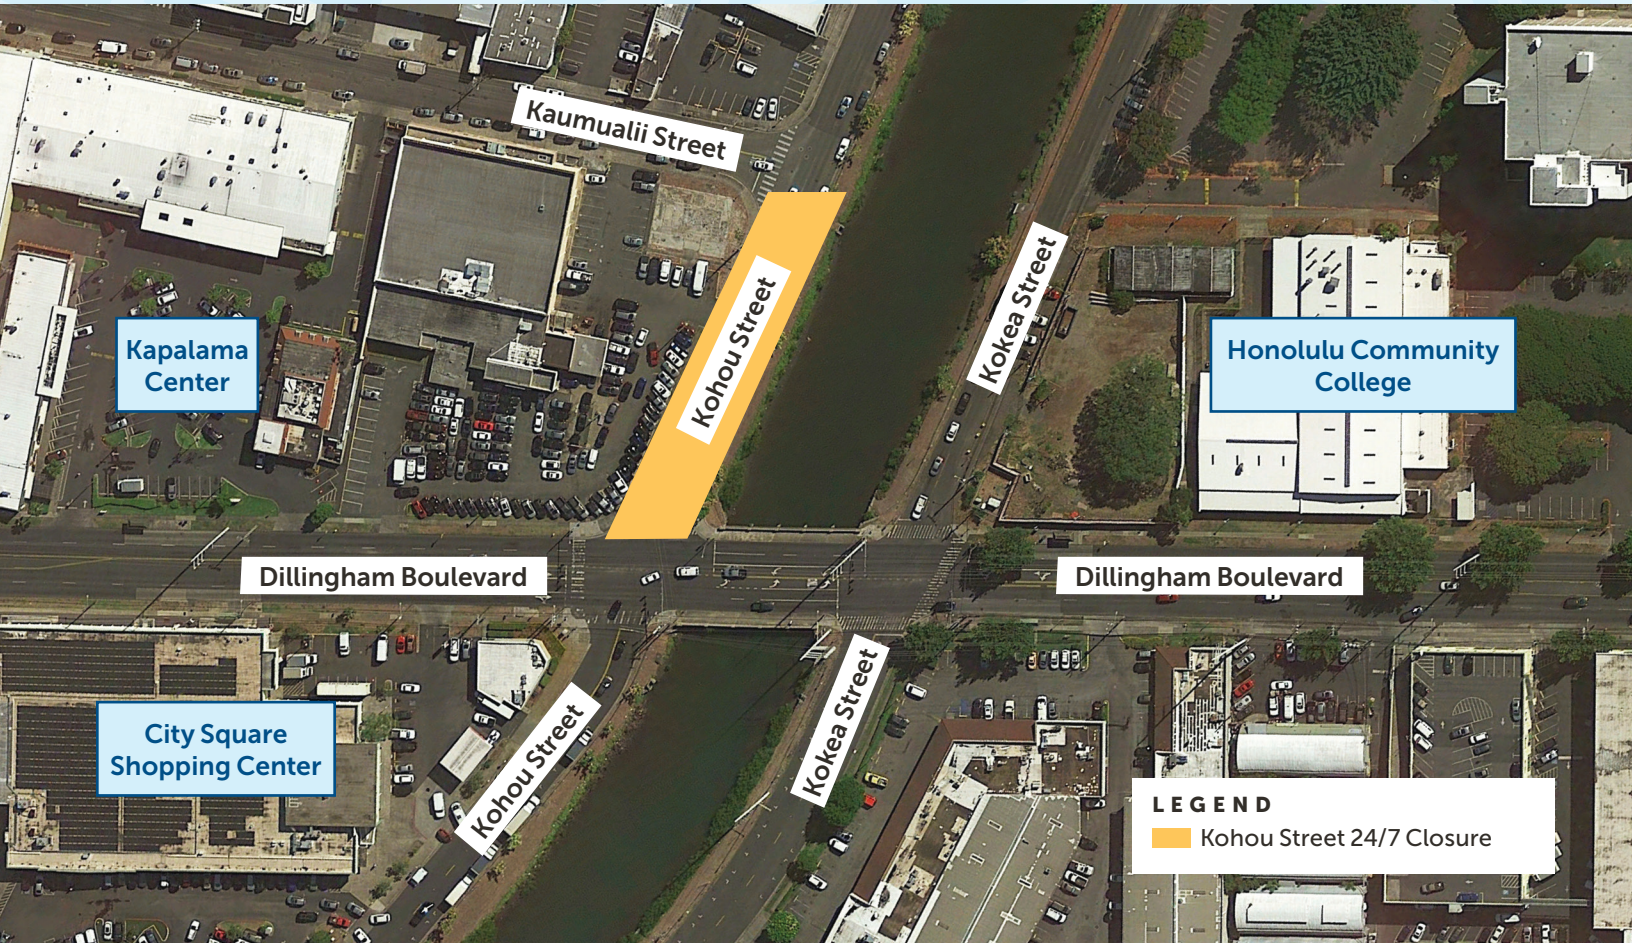 Kaumualii Street
Kohou Street
Kokea Street
Kapalama
Center
Honolulu Community
College
Dillingham Boulevard
Dillingham Boulevard
City Square
Shopping Center
Kohou Street
Kokea Street
LEGEND
Kohou Street 24/7 Closure